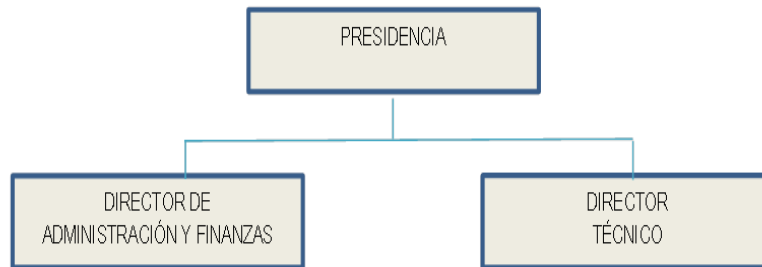 PRESIDENCIA
DIRECTOR DE
ADMINISTRACIÓN Y FINANZAS
DIRECTOR
TÉCNICO